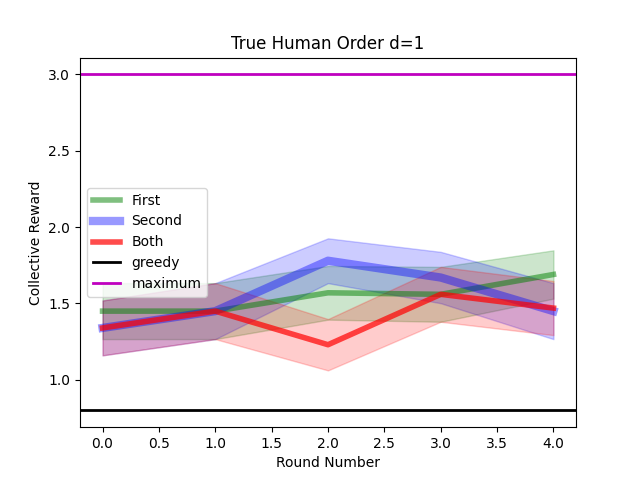 True Human Order d=1
Collective Reward
3.0
2.5
2.0
1.5
1.0
First
Second
Both
greedy
maximum
0.0 0.5 1.0 1.5 2.0 2.5 3.0 3.5 4.0
Round Number